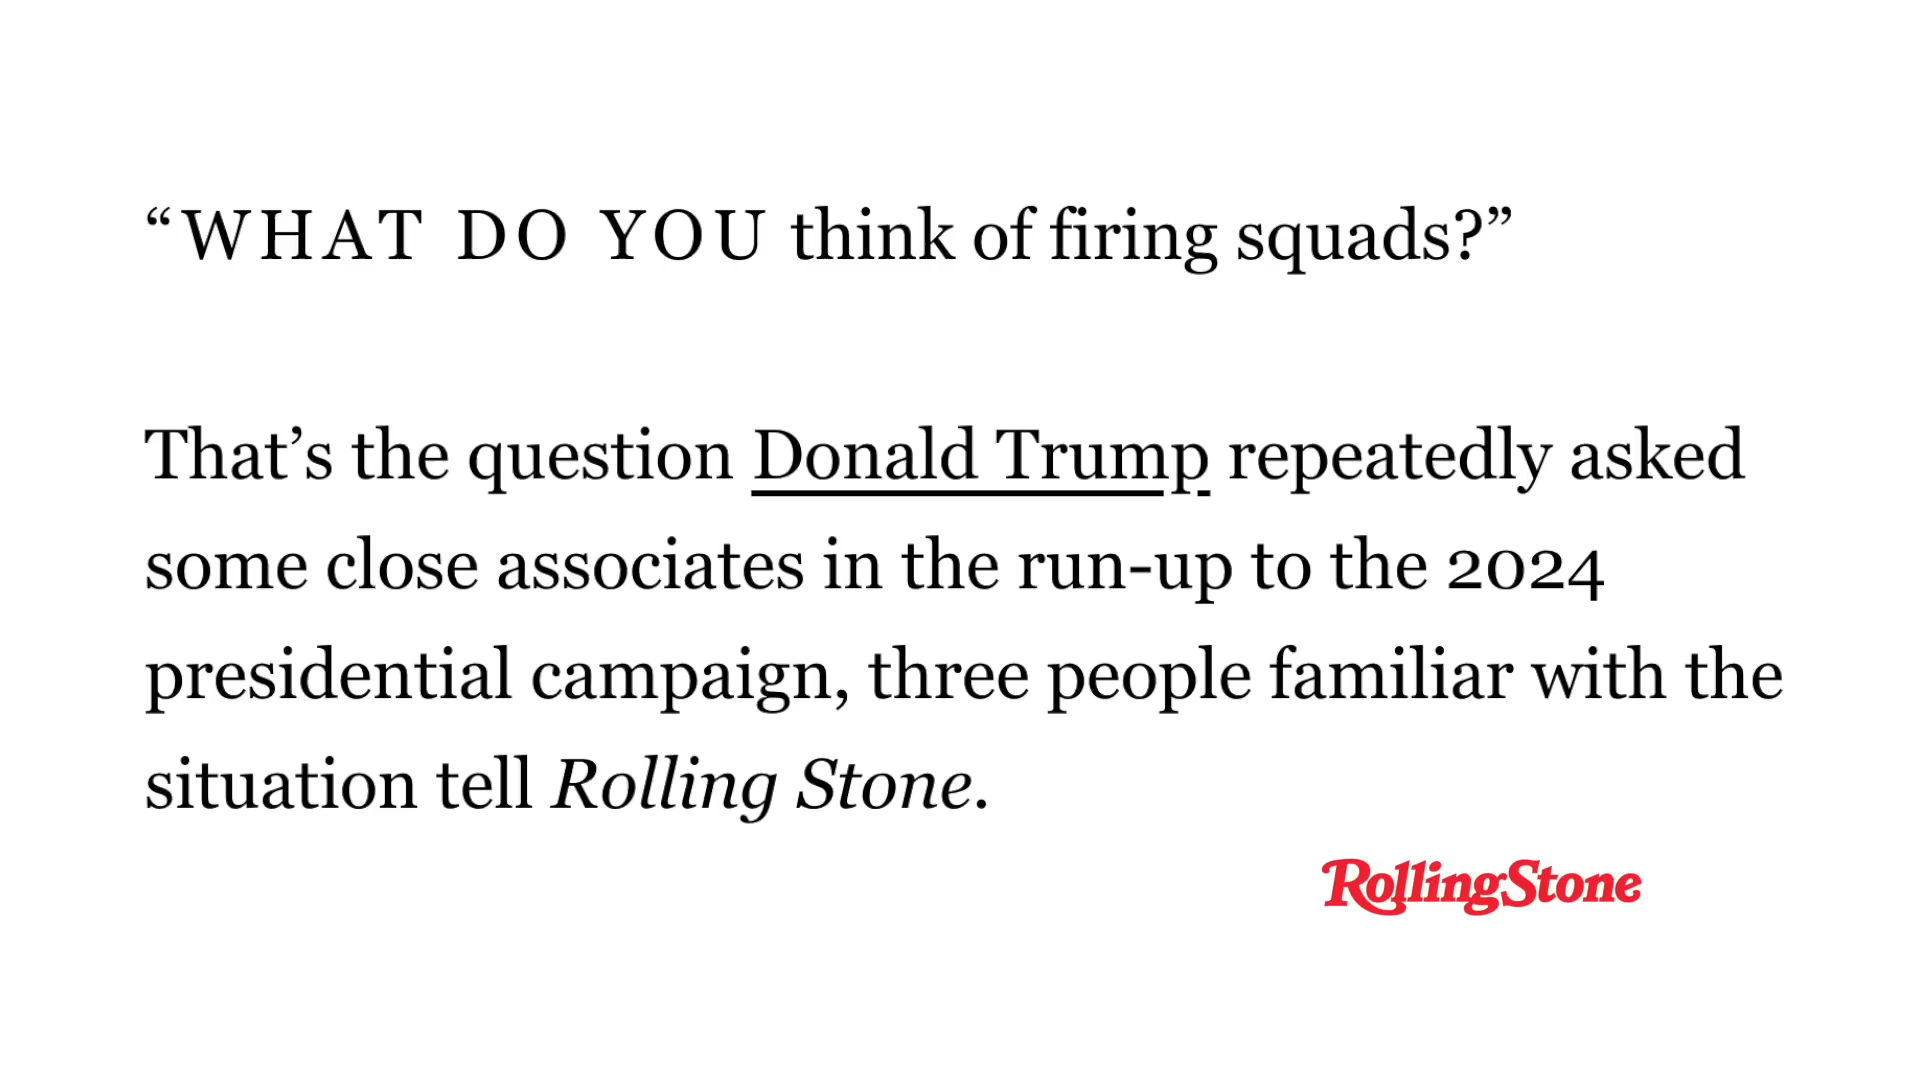 “WHAT DO YOU think of firing squads?”
That’s the question Donald Trump repeatedly asked
some close associates in the run-up to the 2024
presidential campaign, three people familiar with the
situation tell Rolling Stone.
RollingStone